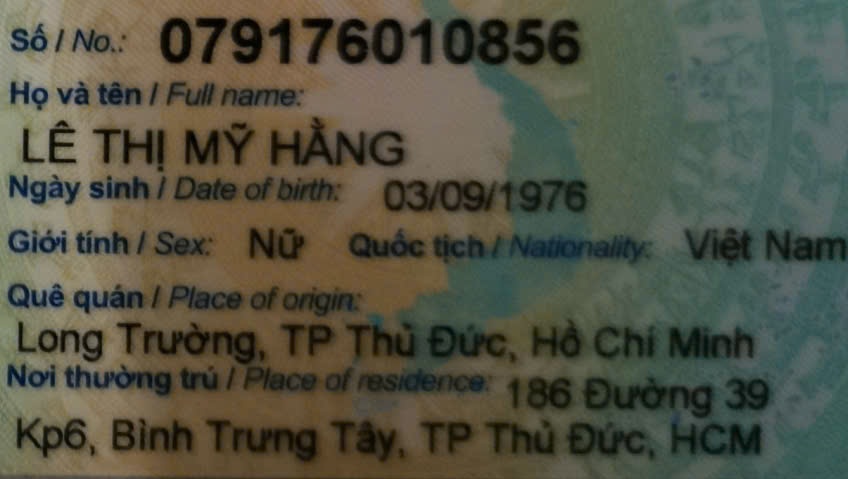 Số / No.: 079176010856
Họ và tên / Full name:
LÊ THỊ MỸ HẰNG
Ngày sinh / Date of birth: 03/09/1976
Giới tính / Sex: Nữ Quốc tịch / Nationality: Việt Nam
Quê quán / Place of origin:
Long Trường, TP Thủ Đức, Hồ Chí Minh
Nơi thường trú / Place of residence: 186 Đường 39
Kp6, Bình Trưng Tây, TP Thủ Đức, HCM